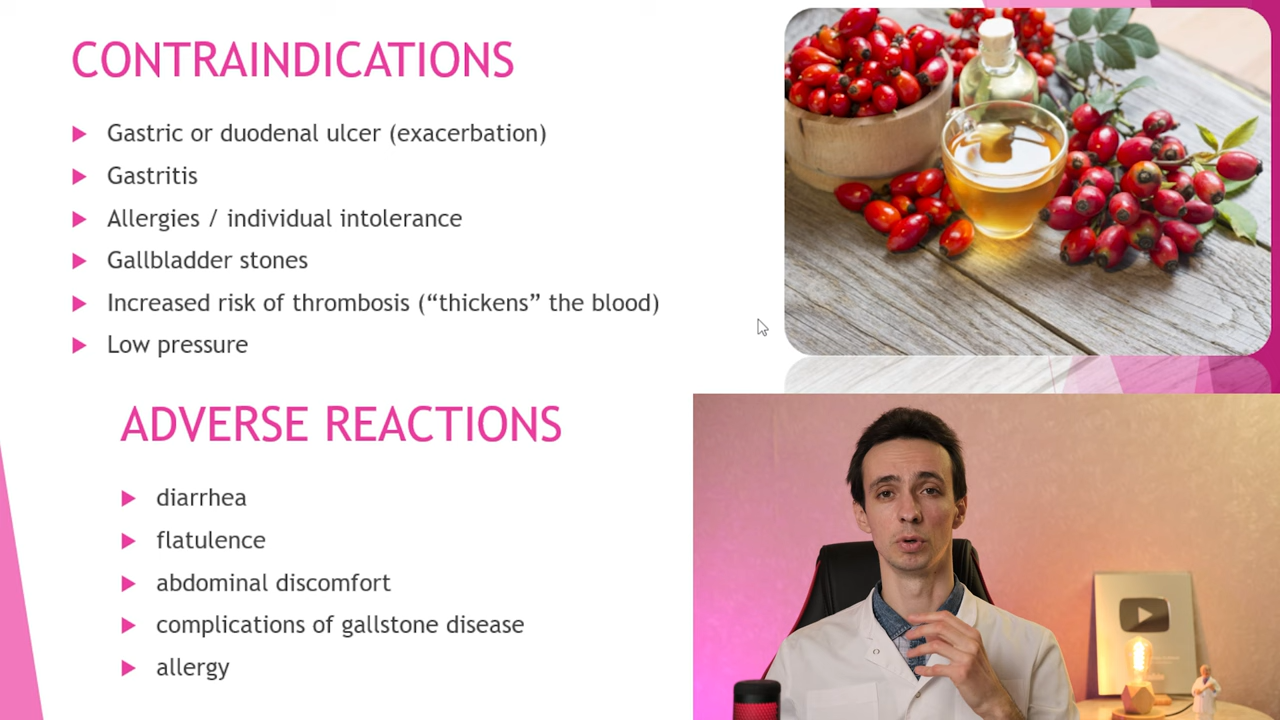 CONTRAINDICATIONS
Gastric or duodenal ulcer (exacerbation)
Gastritis
Allergies / individual intolerance
Gallbladder stones
Increased risk of thrombosis (“thickens” the blood)
Low pressure
ADVERSE REACTIONS
diarrhea
flatulence
abdominal discomfort
complications of gallstone disease
allergy